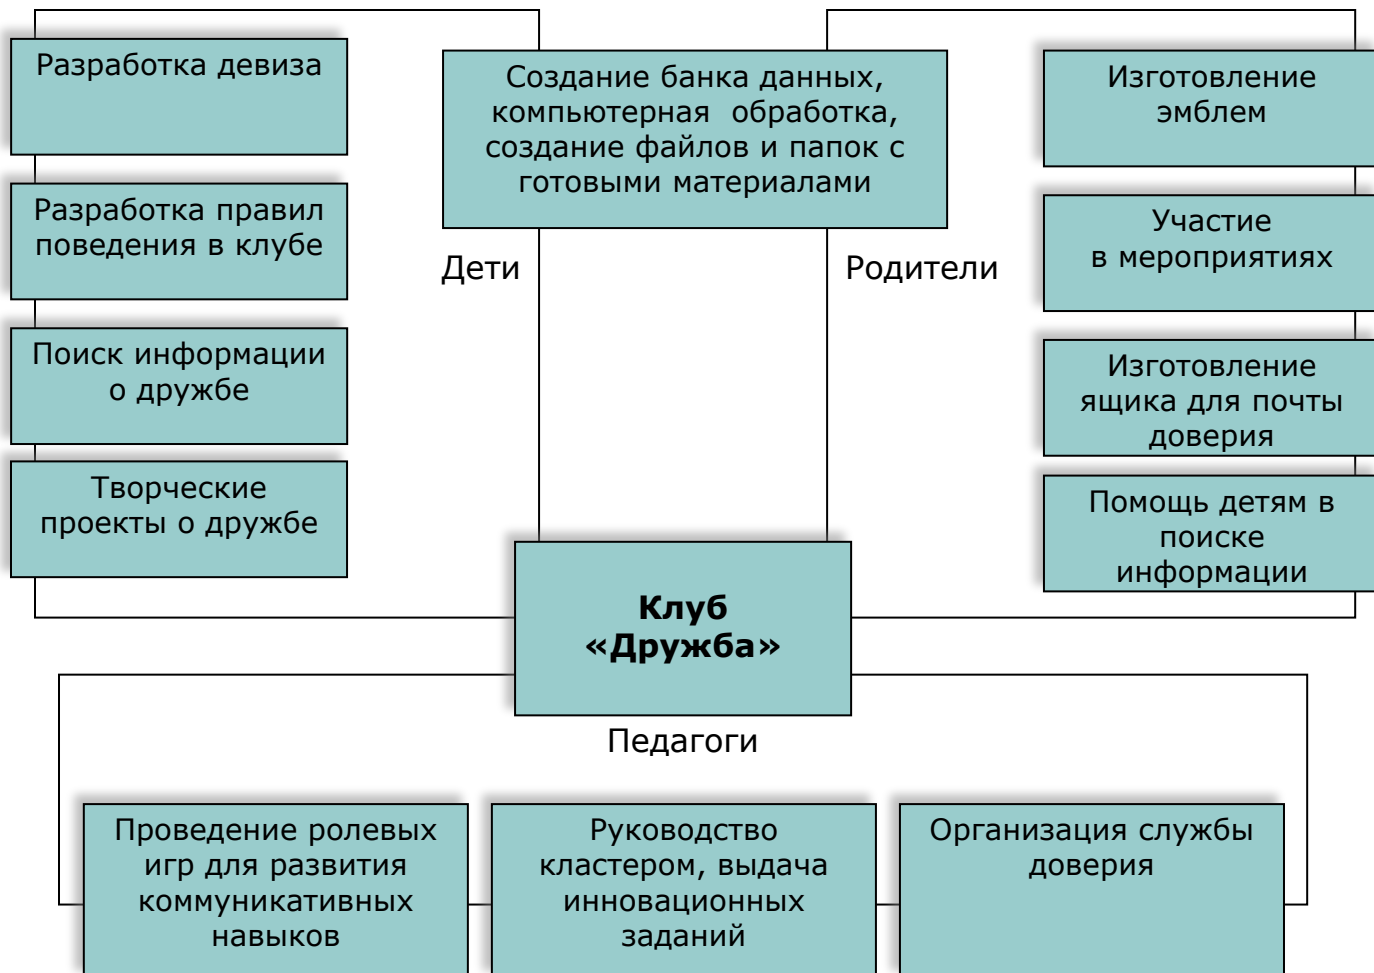 Разработка девиза
Разработка правил
поведения в клубе
Поиск информации
о дружбе
Творческие
проекты о дружбе
Создание банка данных,
компьютерная  обработка,
создание файлов и папок с
готовыми материалами
Дети
Родители
Изготовление
эмблем
Участие
в мероприятиях
Изготовление
ящика для почты
доверия
Помощь детям в
поиске
информации
Клуб
«Дружба»
Педагоги
Проведение ролевых
игр для развития
коммуникативных
навыков
Руководство
кластером, выдача
инновационных
заданий
Организация службы
доверия